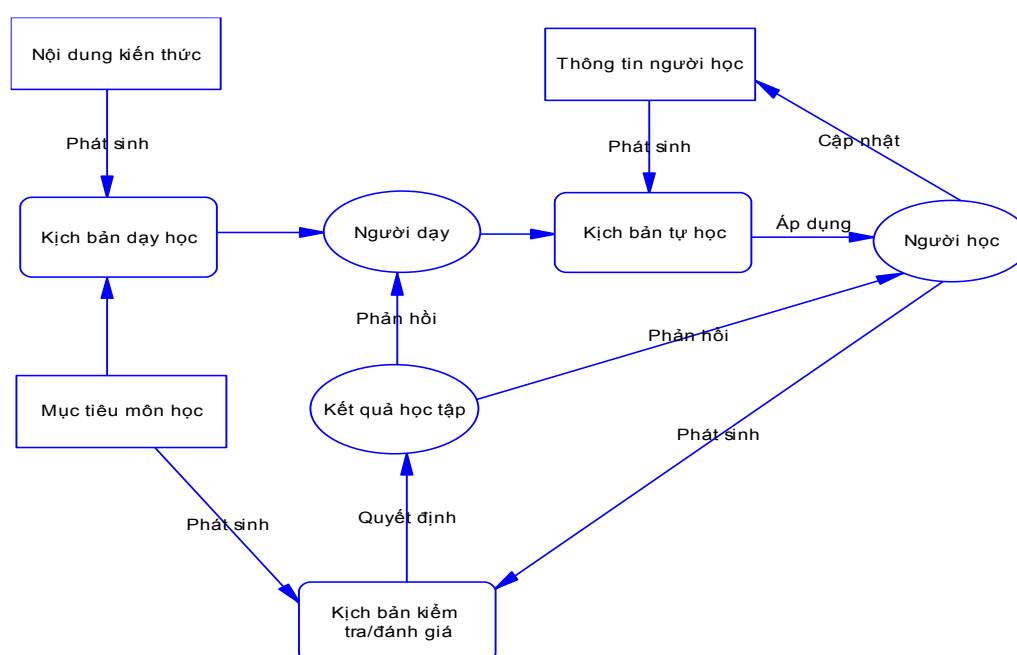 Nội dung kiến thức
Thông tin người học
Phát sinh
Phát sinh
Cập nhật
Kịch bản dạy học
Người dạy
Kịch bản tự học
Áp dụng
Người học
Phản hồi
Phản hồi
Mục tiêu môn học
Kết quả học tập
Phát sinh
Phát sinh
Quyết định
Kịch bản kiểm
tra/đánh giá